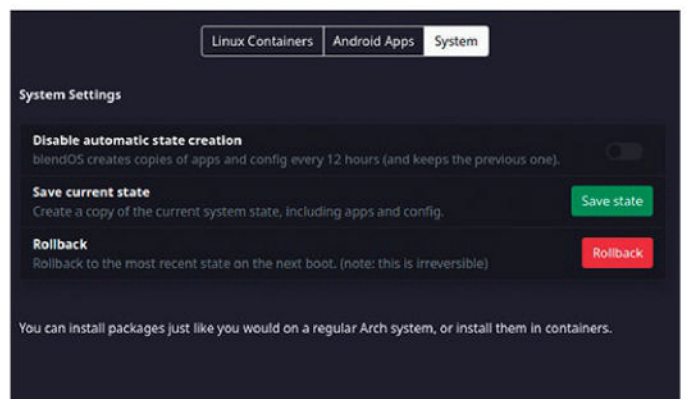 Linux Containers Android Apps System
System Settings
Disable automatic state creation
blendOS creates copies of apps and config every 12 hours (and keeps the previous one).
Save current state
Create a copy of the current system state, including apps and config.
Save state
Rollback
Rollback to the most recent state on the next boot. (note: this is irreversible)
Rollback
You can install packages just like you would on a regular Arch system, or install them in containers.